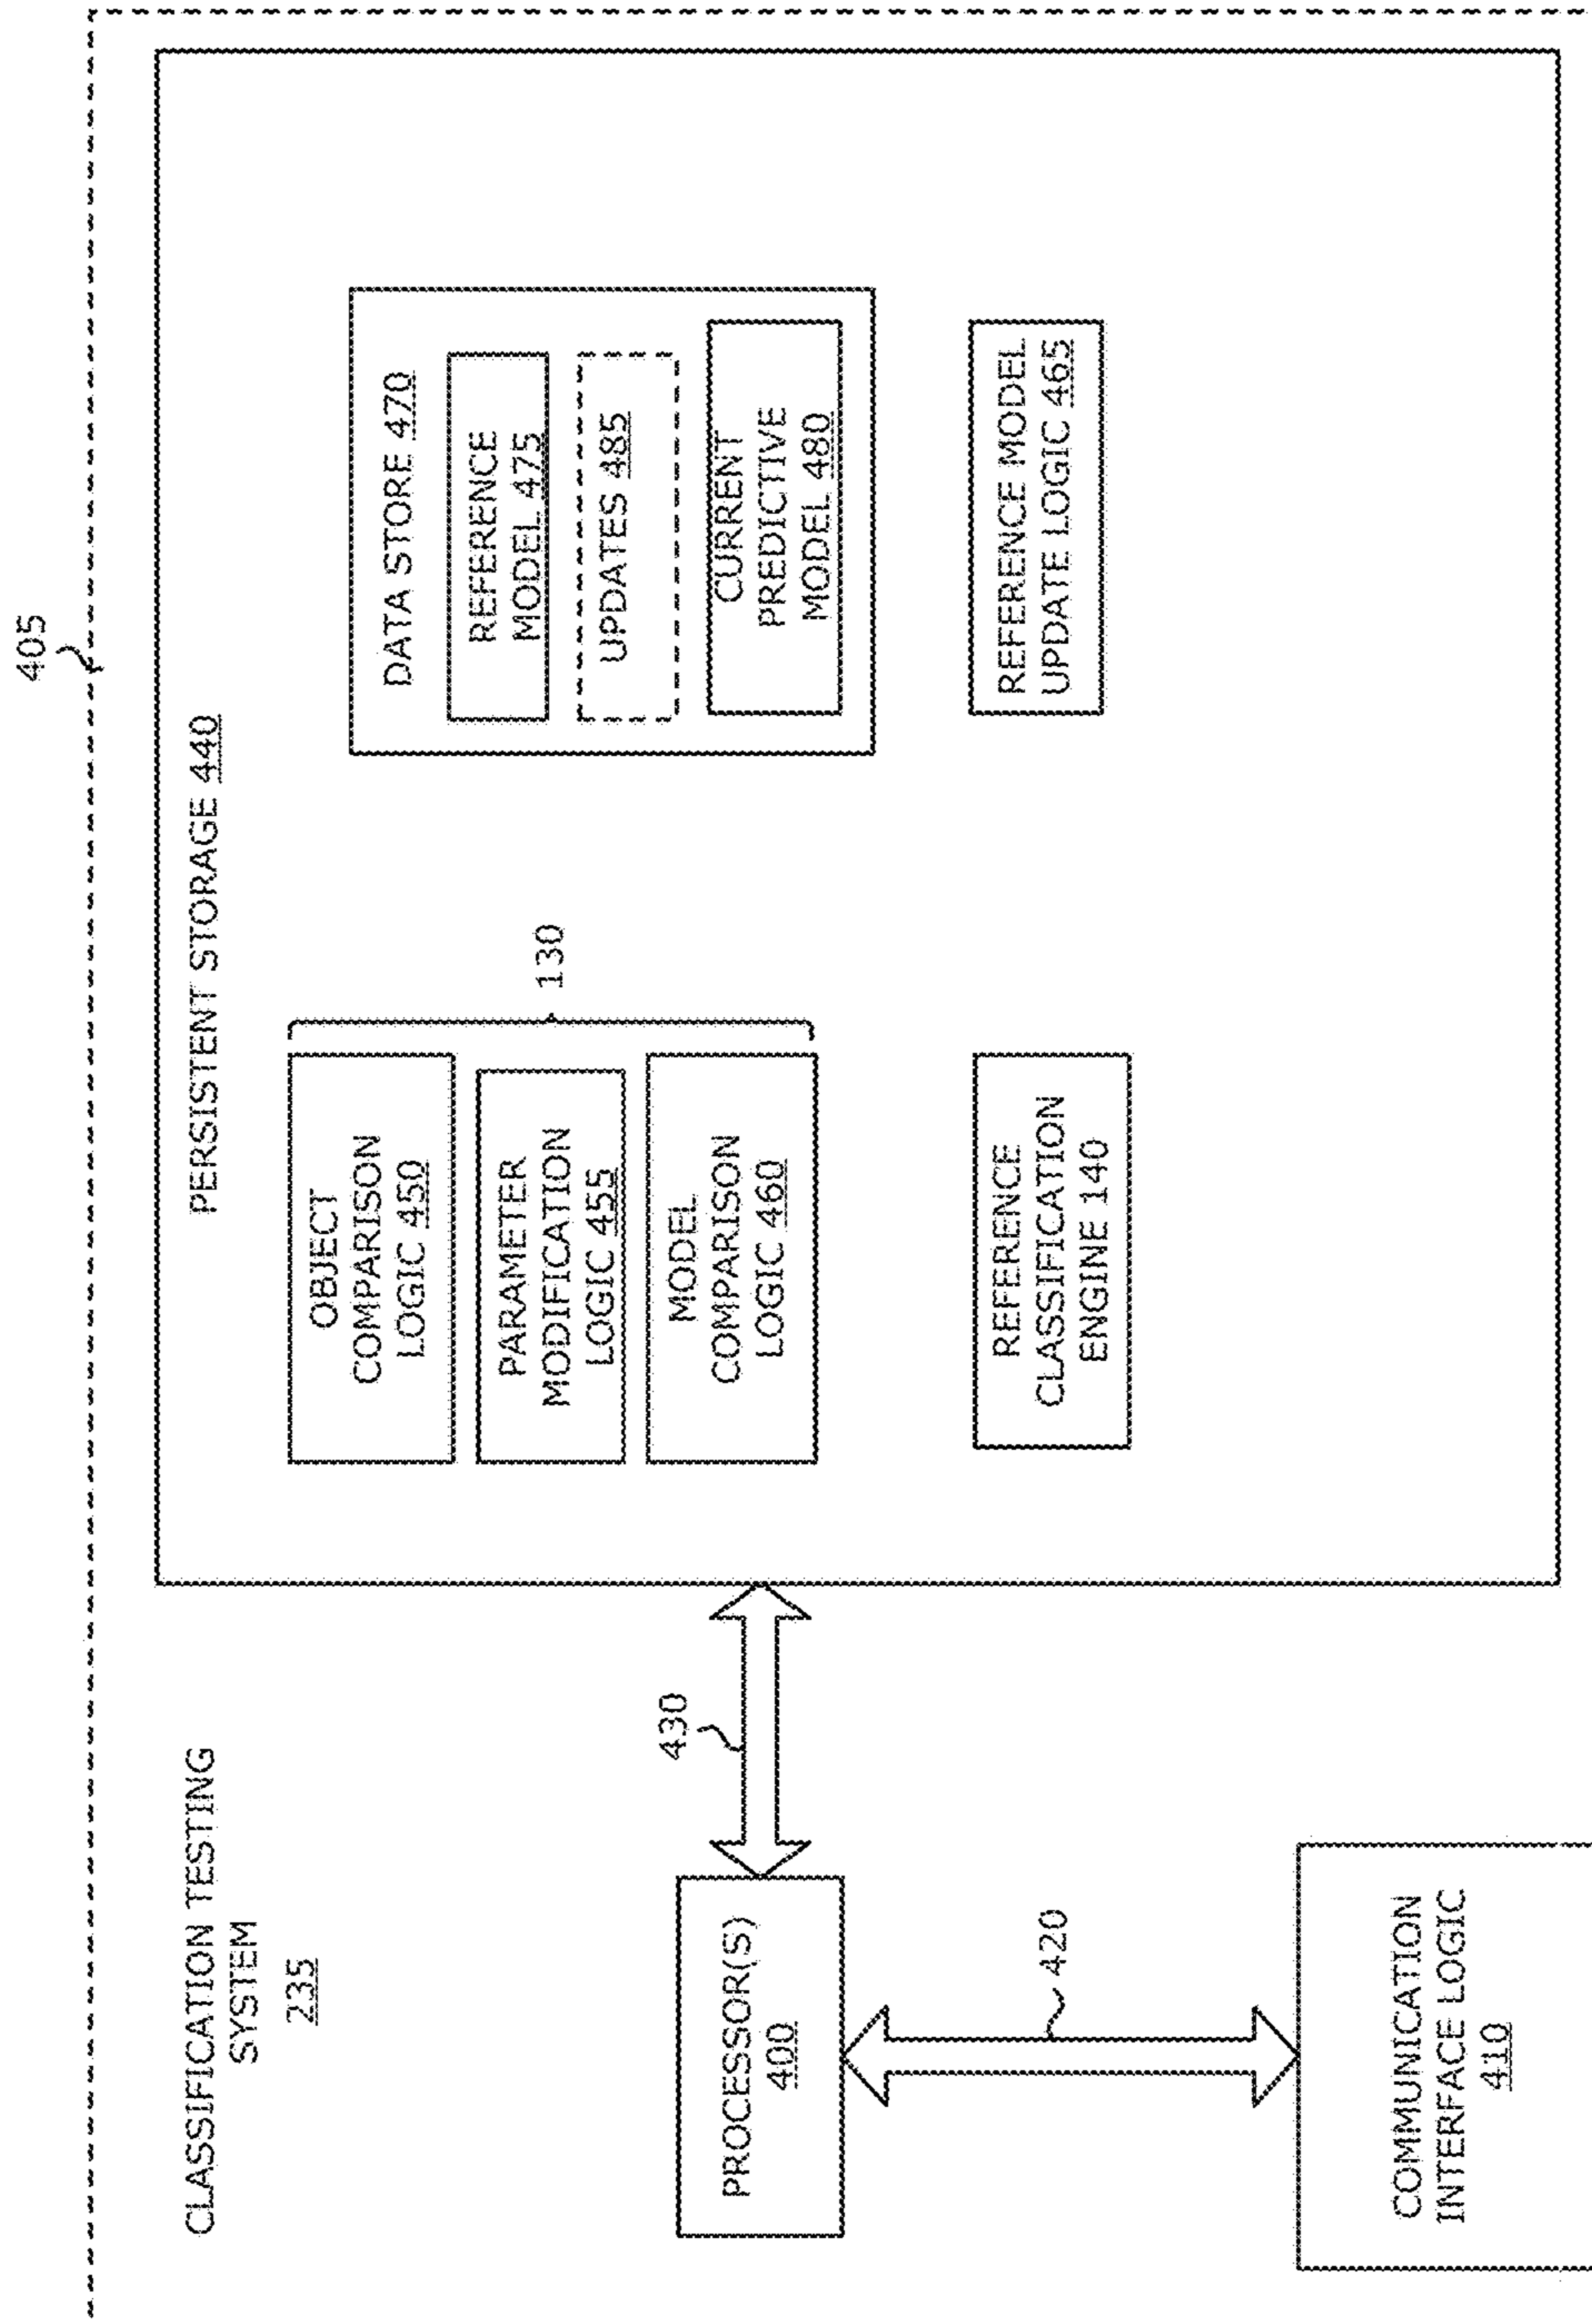 405
CLASSIFICATION TESTING
SYSTEM
235
PERSISTENT STORAGE 440
OBJECT
COMPARISON
LOGIC 450
PARAMETER
MODIFICATION
LOGIC 455
MODEL
COMPARISON
LOGIC 460
130
DATA STORE 470
REFERENCE
MODEL 475
UPDATES 485
CURRENT
PREDICTIVE
MODEL 480
REFERENCE
CLASSIFICATION
ENGINE 140
REFERENCE MODEL
UPDATE LOGIC 465
430
PROCESSOR(S)
400
420
COMMUNICATION
INTERFACE LOGIC
410